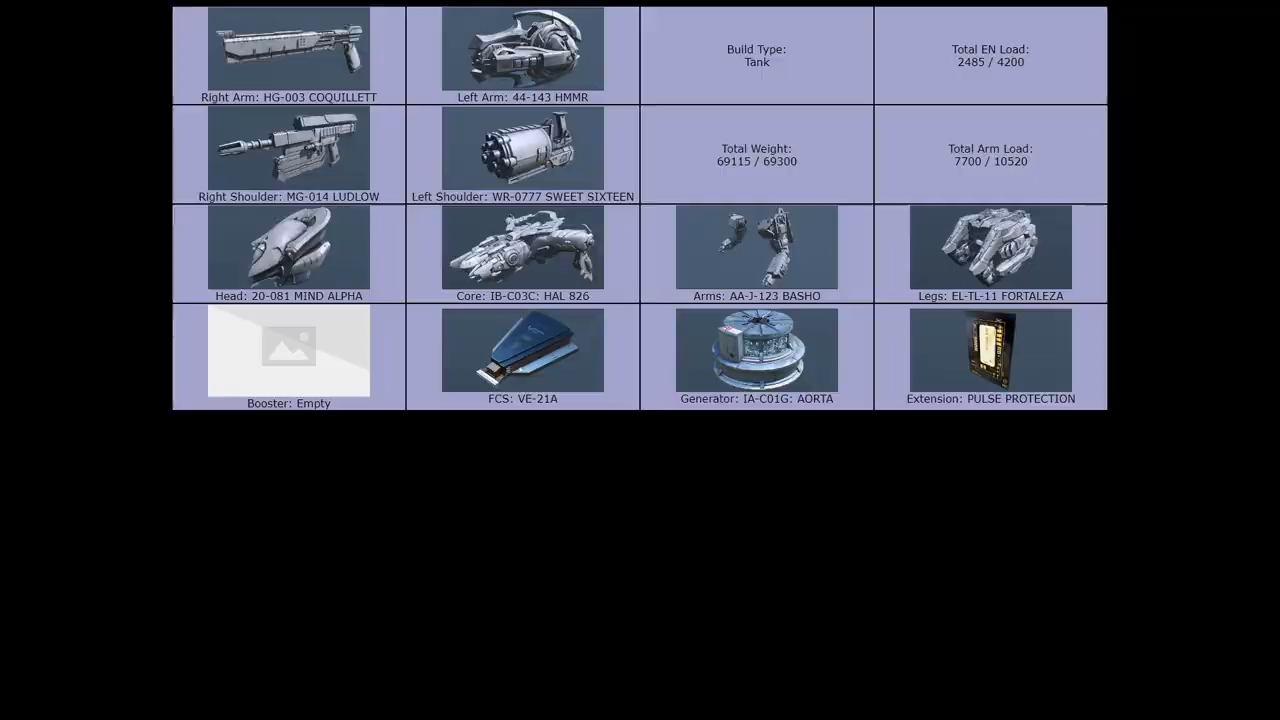 Right Arm: HG-003 COQUILLETT
Left Arm: 44-143 HMMR
Build Type:
Tank
Total EN Load:
2485 / 4200
Right Shoulder: MG-014 LUDLOW
Left Shoulder: WR-0777 SWEET SIXTEEN
Total Weight:
69115 / 69300
Total Arm Load:
7700 / 10520
Head: 20-081 MIND ALPHA
Core: IB-C03C: HAL 826
Arms: AA-J-123 BASHO
Legs: EL-TL-11 FORTALEZA
Booster: Empty
FCS: VE-21A
Generator: IA-C01G: AORTA
Extension: PULSE PROTECTION